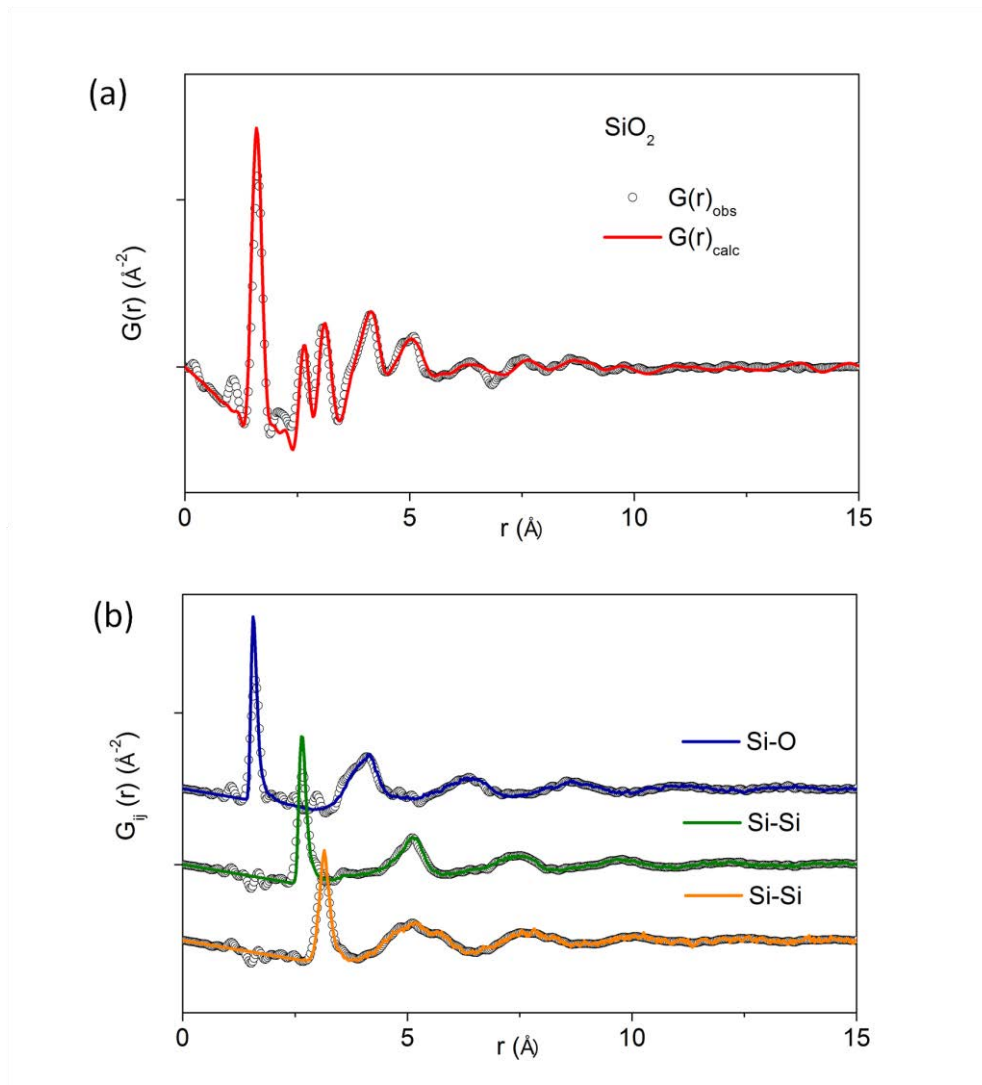 (a)
SiO₂
G(r)obs
G(r)calc
G(r) (Å⁻²)
0
5
10
15
r (Å)
(b)
Si-O
Si-Si
Si-Si
Gij (r) (Å⁻²)
0
5
10
15
r (Å)